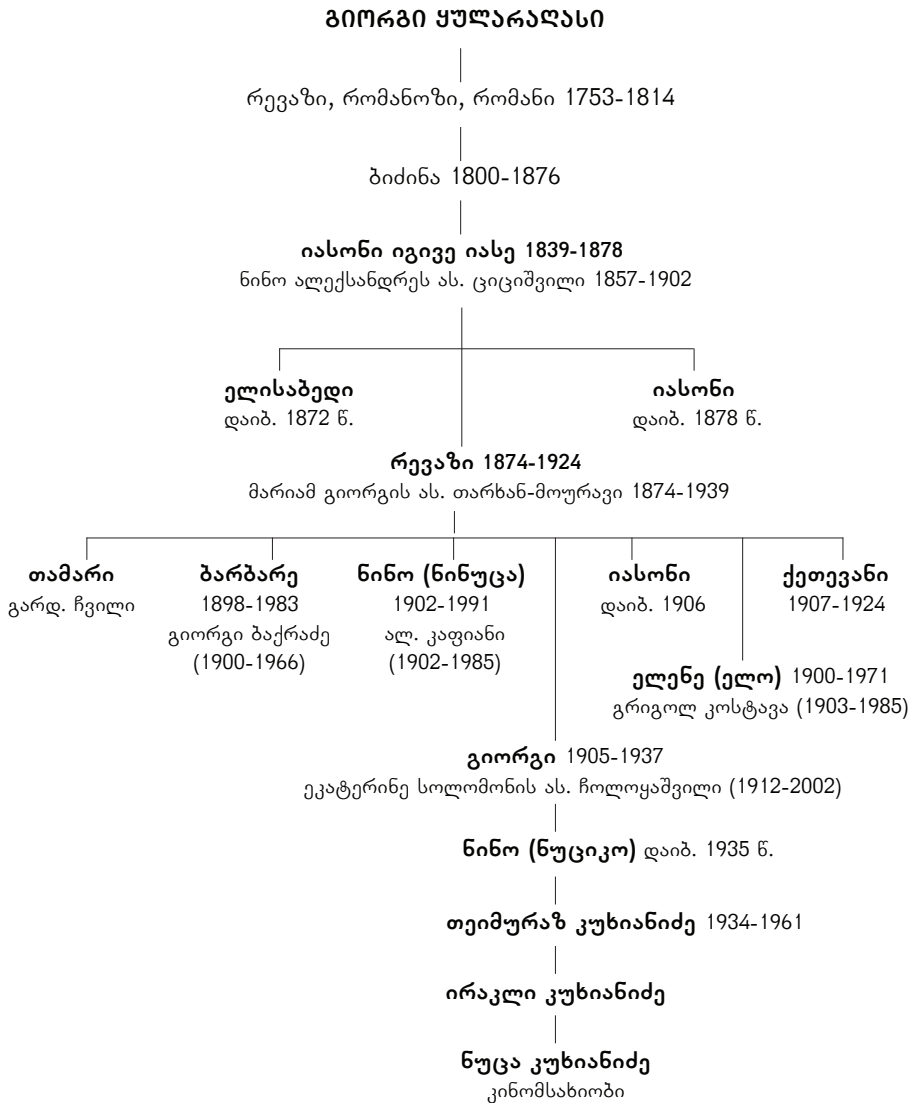 გიორგი ყულარაღასი
რევაზი, რომანოზი, რომანი 1753-1814
ბიძინა 1800-1876
იასონი იგივე იასე 1839-1878
ნინო ალექსანდრეს ას. ციციშვილი 1857-1902
ელისაბედი
დაიბ. 1872 წ.
იასონი
დაიბ. 1878 წ.
რევაზი 1874-1924
მარიამ გიორგის ას. თარხან-მოურავი 1874-1939
თამარი
გარდ. ჩვილი
ბარბარე
1898-1983
გიორგი ბაქრაძე
(1900-1966)
ნინო (ნინუცა)
1902-1991
ალ. კაფიანი
(1902-1985)
იასონი
დაიბ. 1906
ქეთევანი
1907-1924
ელენე (ელო) 1900-1971
გრიგოლ კოსტავა (1903-1985)
გიორგი 1905-1937
ეკატერინე სოლომონის ას. ჩოლოყაშვილი (1912-2002)
ნინო (ნუციკო) დაიბ. 1935 წ.
თეიმურაზ კუხიანიძე 1934-1961
ირაკლი კუხიანიძე
ნუცა კუხიანიძე
კინომსახიობი